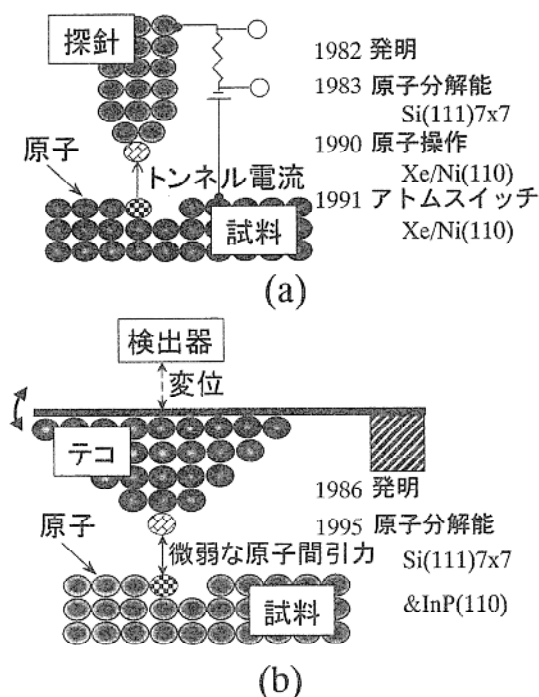 探針
1982 発明
1983 原子分解能
Si(111)7x7
1990 原子操作
Xe/Ni(110)
1991 アトムスイッチ
Xe/Ni(110)
原子
トンネル電流
試料
(a)
検出器
変位
テコ
1986 発明
1995 原子分解能
Si(111)7x7
&InP(110)
原子
微弱な原子間引力
試料
(b)